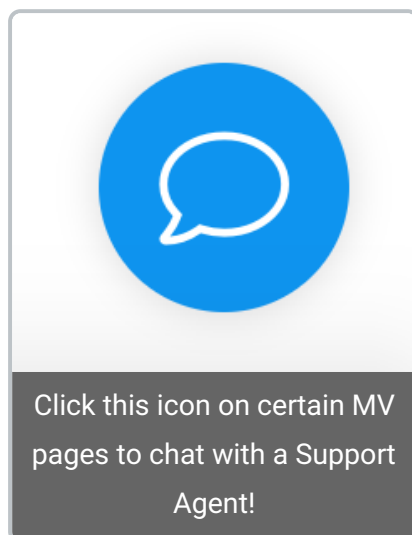 Click this icon on certain MV
pages to chat with a Support
Agent!